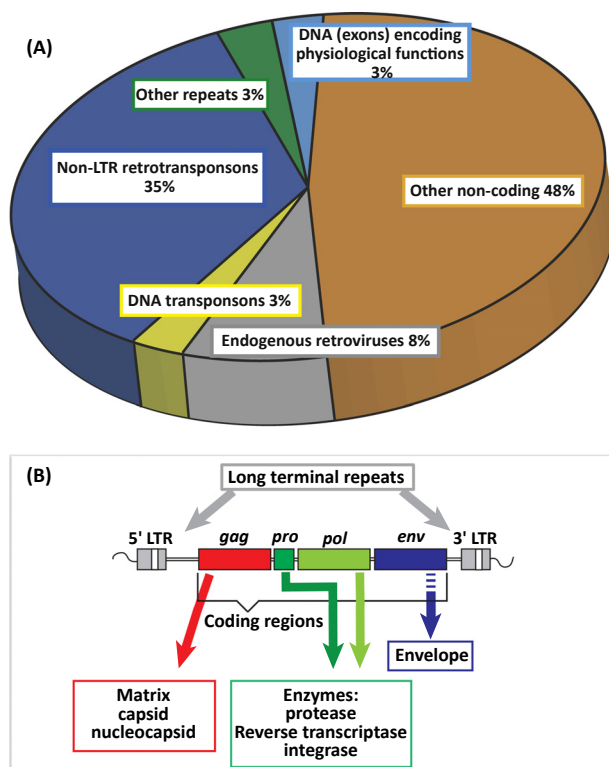 (A)
DNA (exons) encoding
physiological functions
3%
Other repeats 3%
Non-LTR retrotransponsons
35%
Other non-coding 48%
DNA transponsons 3%
Endogenous retroviruses 8%
(B)
Long terminal repeats
5' LTR
gag
pro
pol
env
3' LTR
Coding regions
Envelope
Matrix
capsid
nucleocapsid
Enzymes:
protease
Reverse transcriptase
integrase